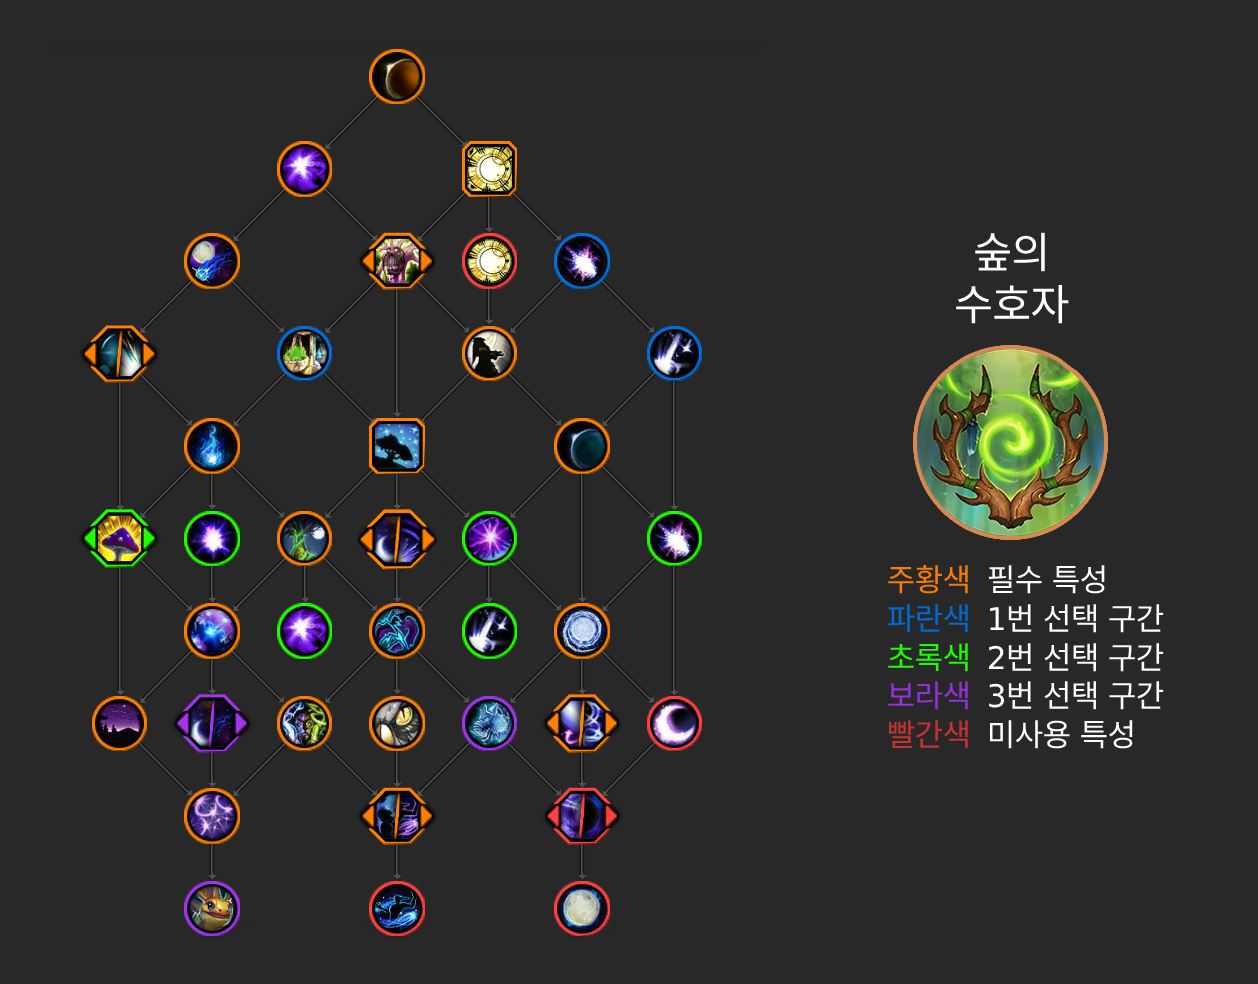 숲의
수호자
주황색 필수 특성
파란색 1번 선택 구간
초록색 2번 선택 구간
보라색 3번 선택 구간
빨간색 미사용 특성